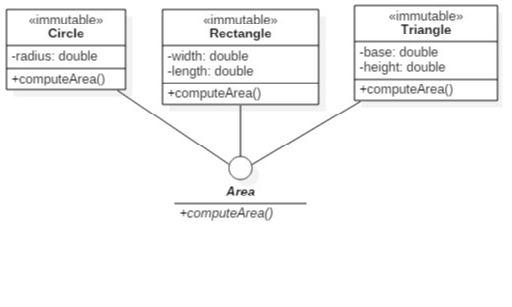 «immutable»
Circle
-radius: double
+computeArea()
«immutable»
Rectangle
-width: double
-length: double
+computeArea()
«immutable»
Triangle
-base: double
-height: double
+computeArea()
Area
+computeArea()